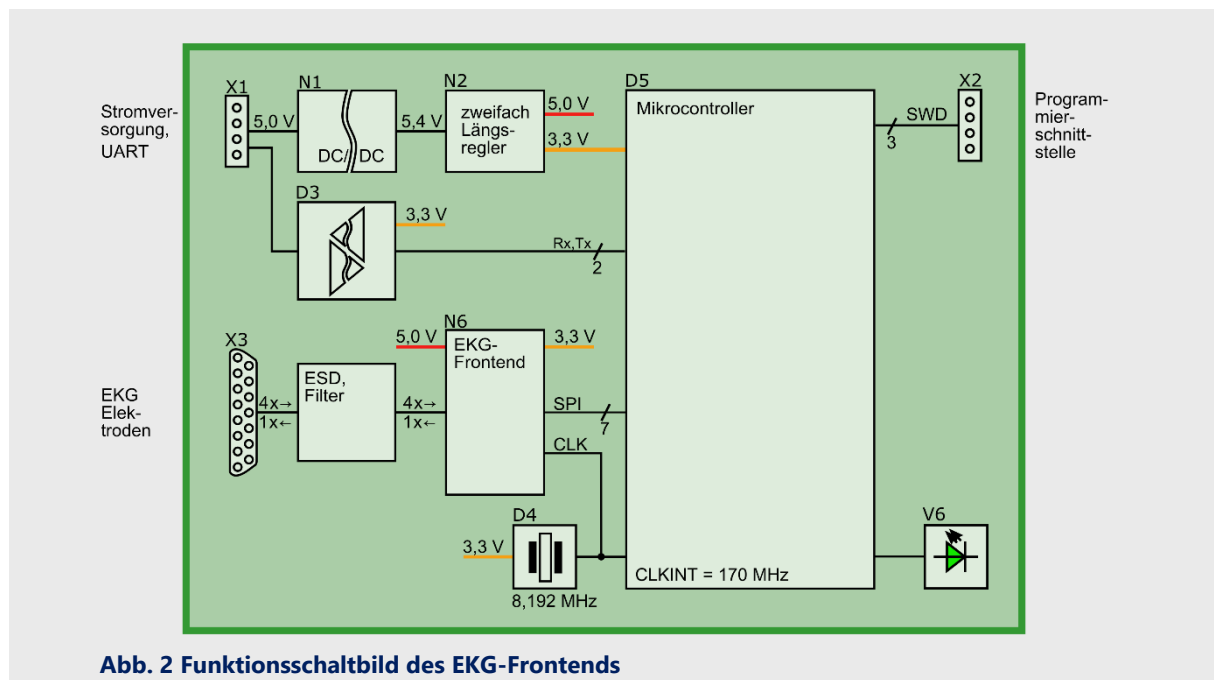 Stromver-
sorgung,
UART
X1
5,0 V
N1
DC/
DC
5,4 V
N2
zweifach
Längs-
regler
5,0 V
3,3 V
D5
Mikrocontroller
SWD
3
X2
Program-
mier-
schnitt-
stelle
D3
3,3 V
Rx,Tx
2
EKG
Elek-
troden
X3
4x→
1x←
ESD,
Filter
4x→
1x←
5,0 V
N6
EKG-
Frontend
3,3 V
SPI
7
CLK
D4
3,3 V
8,192 MHz
CLKINT = 170 MHz
V6
Abb. 2 Funktionsschaltbild des EKG-Frontends